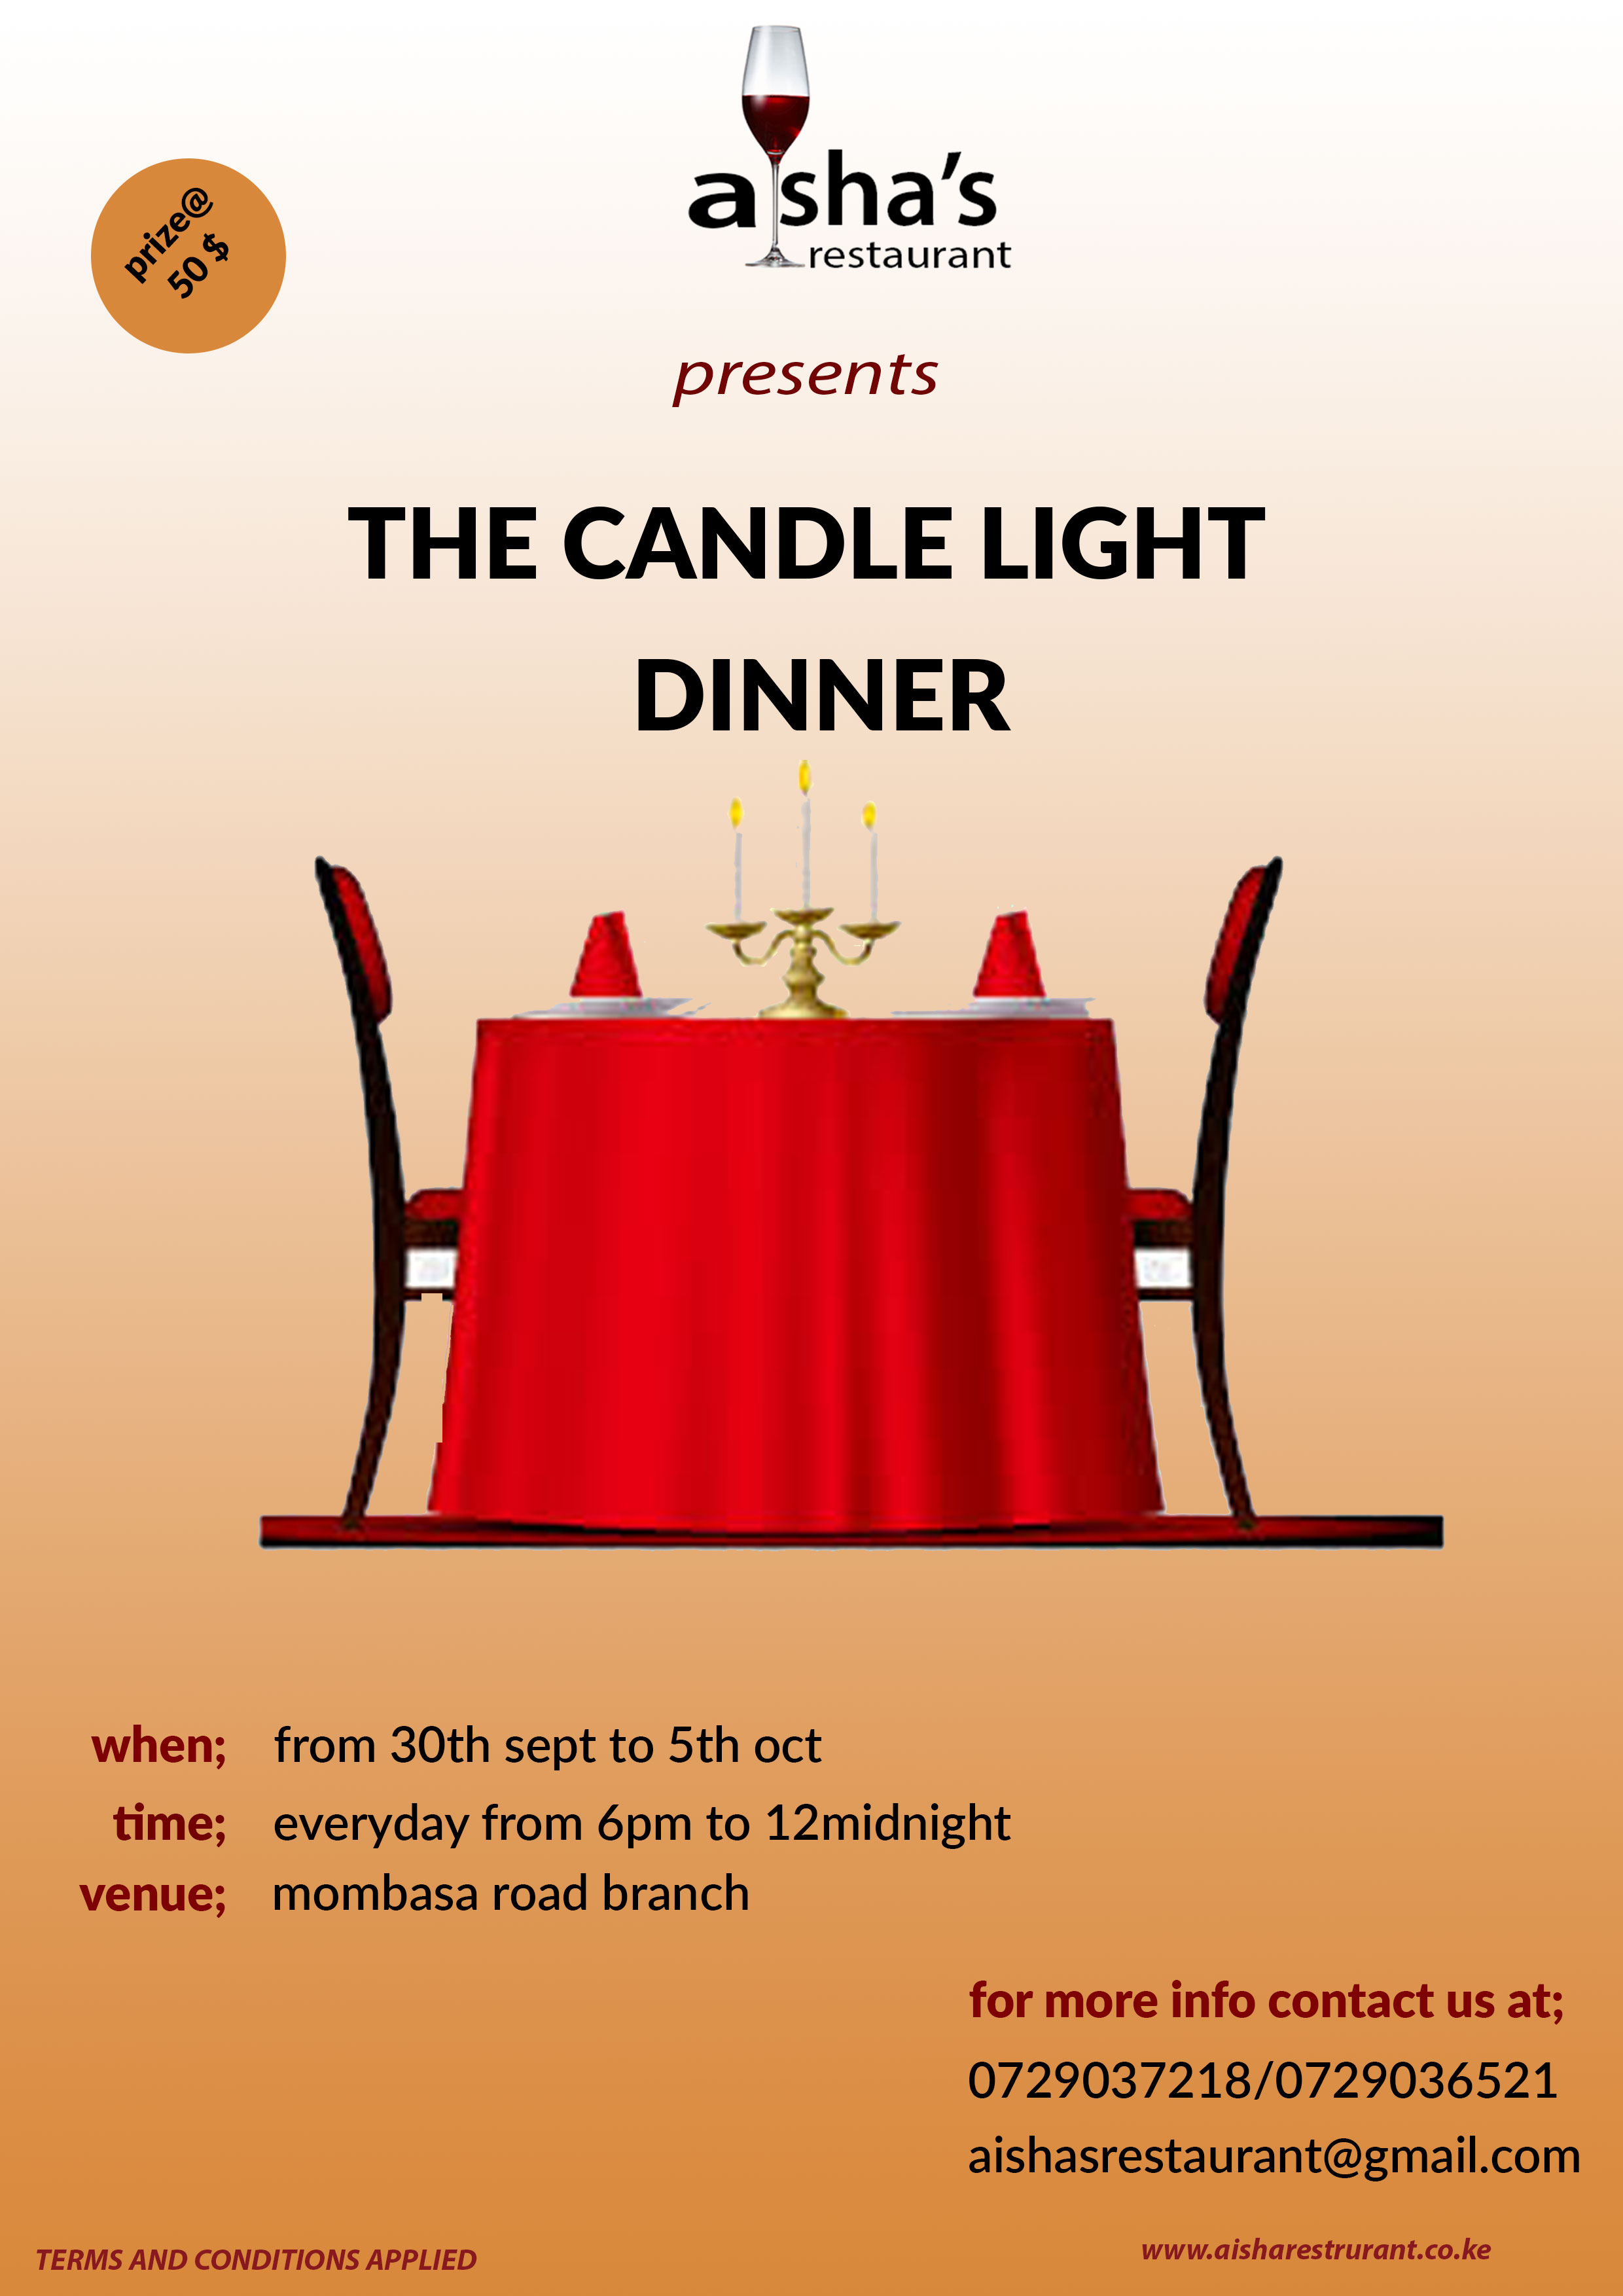 aisha's
restaurant
prize@
50 $
presents
THE CANDLE LIGHT
DINNER
when; from 30th sept to 5th oct
time; everyday from 6pm to 12midnight
venue; mombasa road branch
for more info contact us at;
0729037218/0729036521
aishasrestaurant@gmail.com
TERMS AND CONDITIONS APPLIED
www.aisharestrurant.co.ke